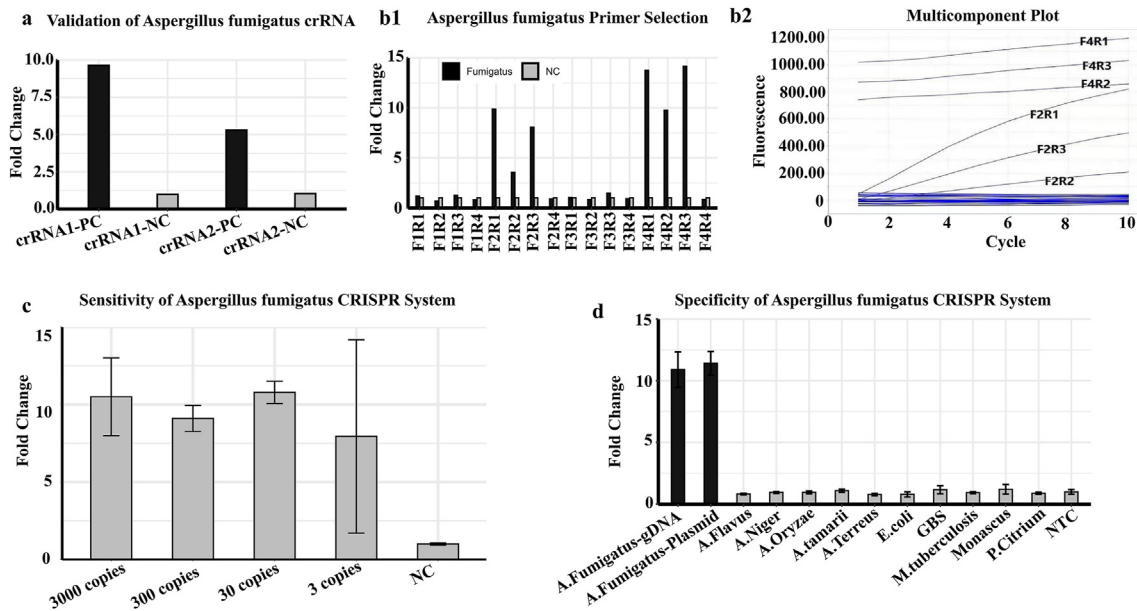 a
Validation of Aspergillus fumigatus crRNA
Fold Change
10.0
7.5
5.0
2.5
0.0
crRNA1-PC
crRNA1-NC
crRNA2-PC
crRNA2-NC
b1
Aspergillus fumigatus Primer Selection
Fold Change
15
10
5
0
Fumigatus
NC
F1R1
F1R2
F1R3
F1R4
F2R1
F2R2
F2R3
F2R4
F3R1
F3R2
F3R3
F3R4
F4R1
F4R2
F4R3
F4R4
b2
Multicomponent Plot
Fluorescence
1200.00
1000.00
800.00
600.00
400.00
200.00
0
F4R1
F4R3
F4R2
F2R1
F2R3
F2R2
0
2
4
6
8
10
Cycle
c
Sensitivity of Aspergillus fumigatus CRISPR System
Fold Change
15
10
5
0
3000 copies
300 copies
30 copies
3 copies
NC
d
Specificity of Aspergillus fumigatus CRISPR System
Fold Change
15
10
5
0
A.Fumigatus-gDNA
A.Fumigatus-Plasmid
A.Flavus
A.Niger
A.Oryzae
A.tamarii
A.Terreus
E.coli
GBS
M.tuberculosis
Monascus
P.Citrium
NTC